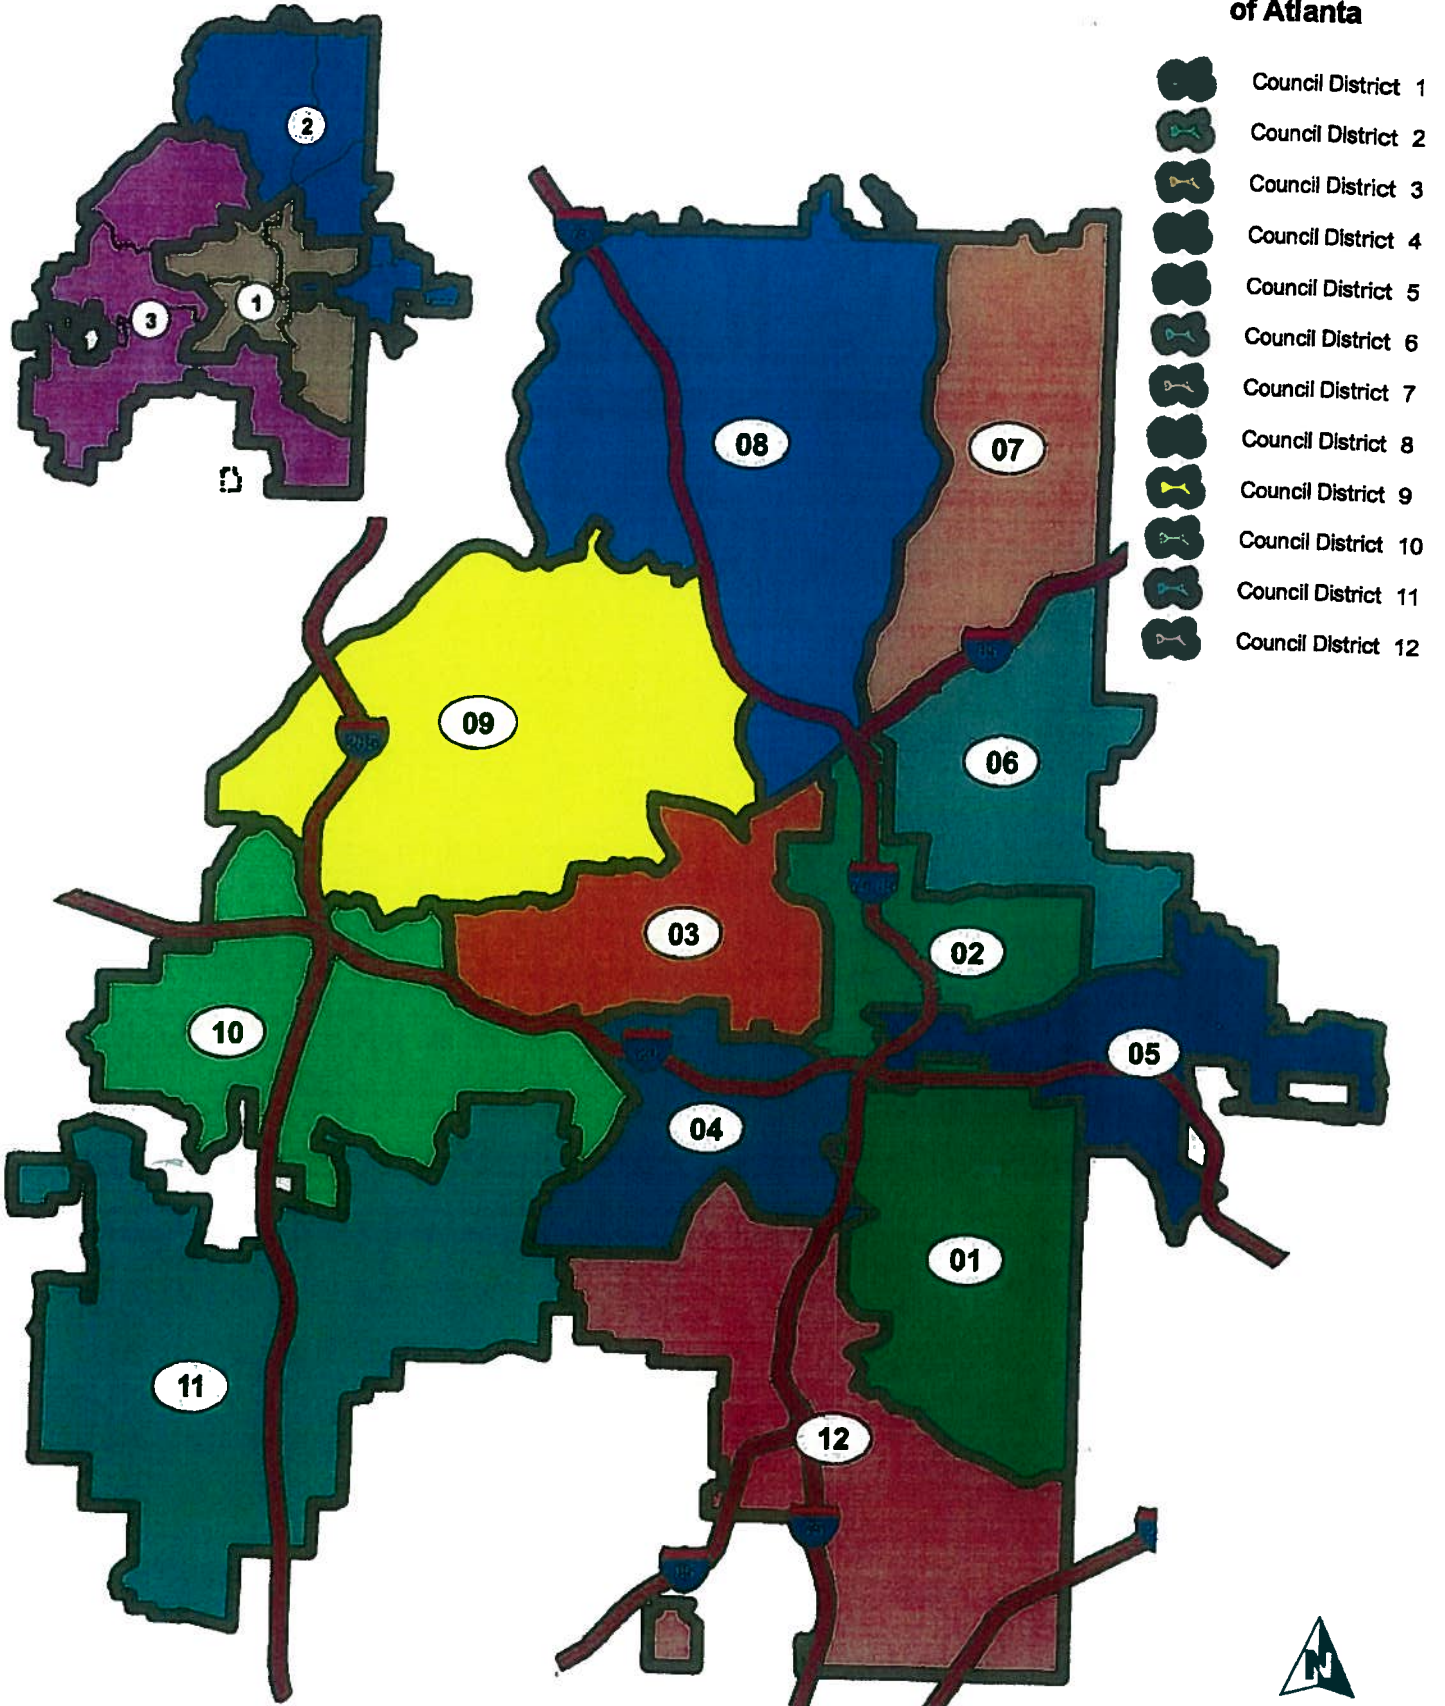 of Atlanta
Council District 1
Council District 2
Council District 3
Council District 4
Council District 5
Council District 6
Council District 7
Council District 8
Council District 9
Council District 10
Council District 11
Council District 12
2
1
3
08
07
09
06
03
02
10
05
04
01
11
12
N